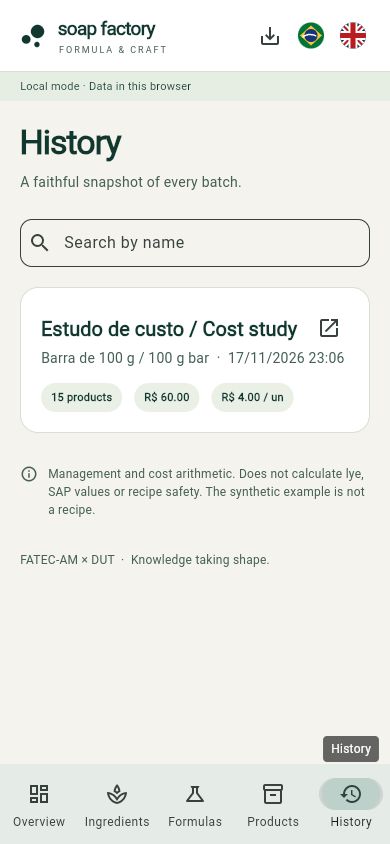 soap factory
FORMULA & CRAFT
Local mode · Data in this browser
History
A faithful snapshot of every batch.
Search by name
Estudo de custo / Cost study
Barra de 100 g / 100 g bar · 17/11/2026 23:06
15 products
R$ 60.00
R$ 4.00 / un
Management and cost arithmetic. Does not calculate lye,
SAP values or recipe safety. The synthetic example is not
a recipe.
FATEC-AM × DUT · Knowledge taking shape.
History
Overview
Ingredients
Formulas
Products
History